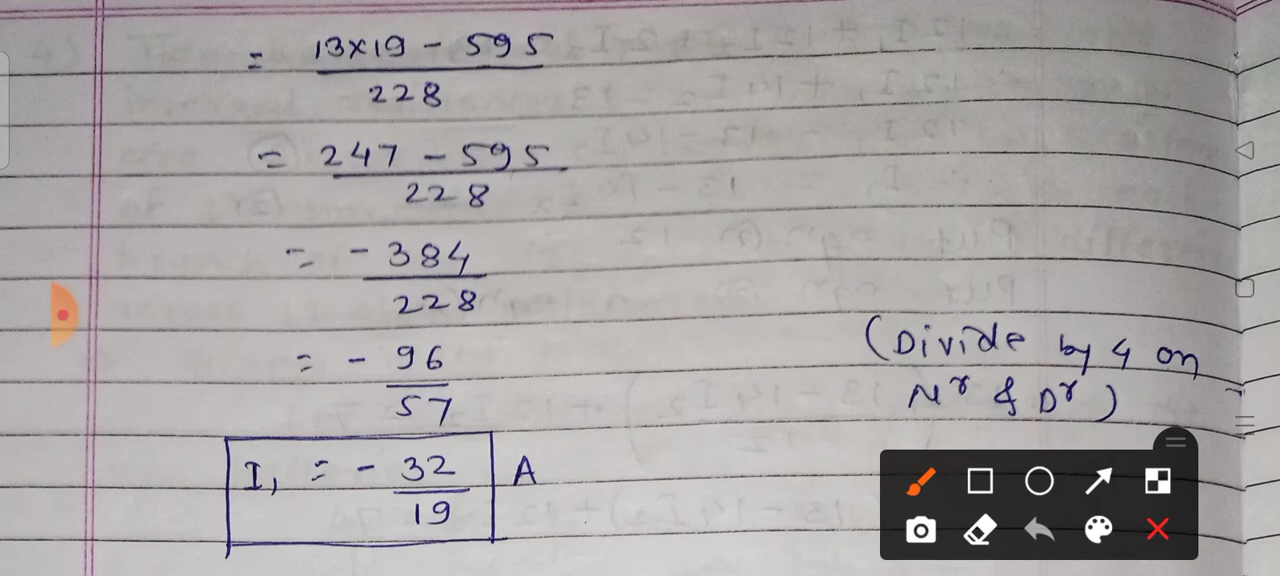 = 13×19 - 595 / 228
= 247 - 595 / 228
= - 384 / 228
= - 96 / 57 (Divide by 4 on Nr & Dr)
I₁ = - 32 / 19 A